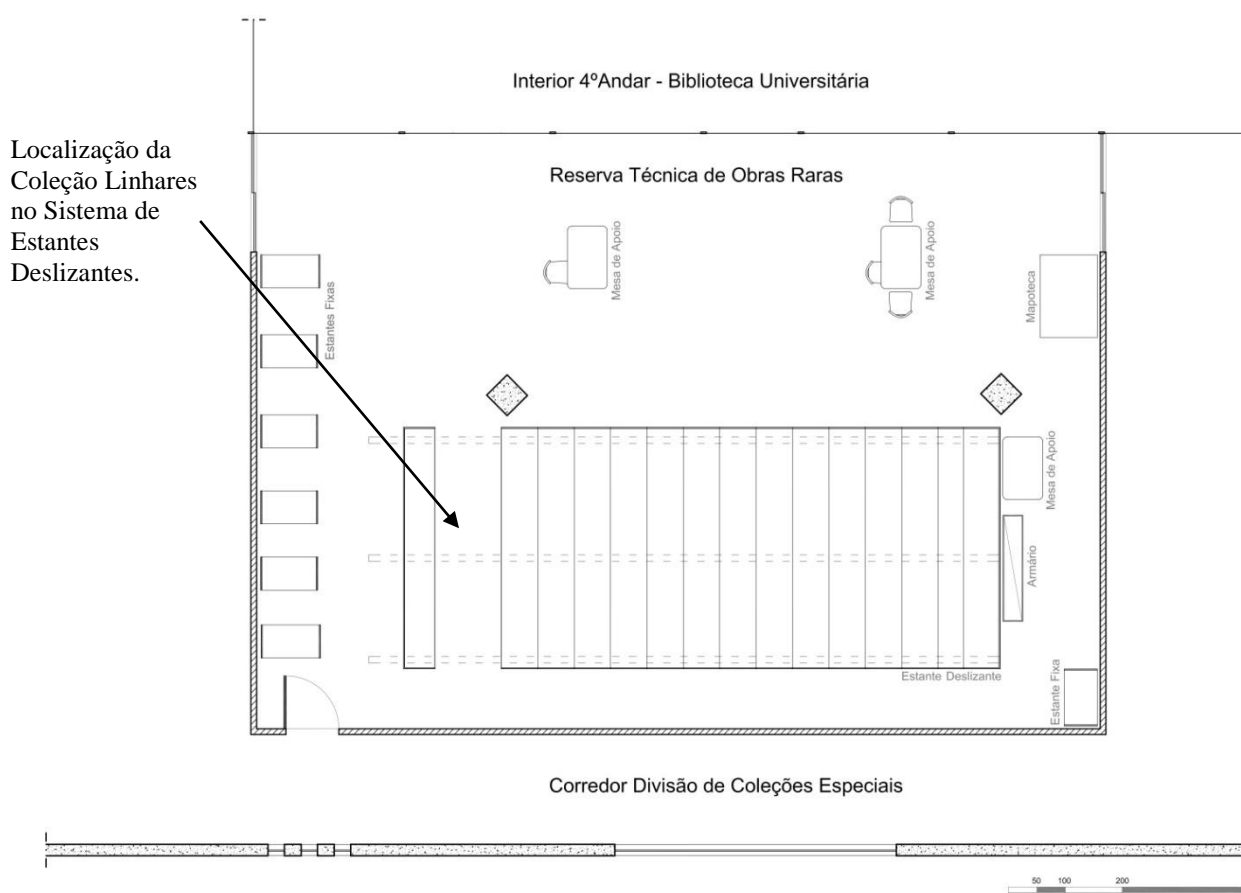 Interior 4ºAndar - Biblioteca Universitária
Localização da
Coleção Linhares
no Sistema de
Estantes
Deslizantes.
Reserva Técnica de Obras Raras
Mesa de Apoio
Mesa de Apoio
Estantes Fixas
Mapoteca
Mesa de Apoio
Armário
Estante Deslizante
Estante Fixa
Corredor Divisão de Coleções Especiais
50 100 200